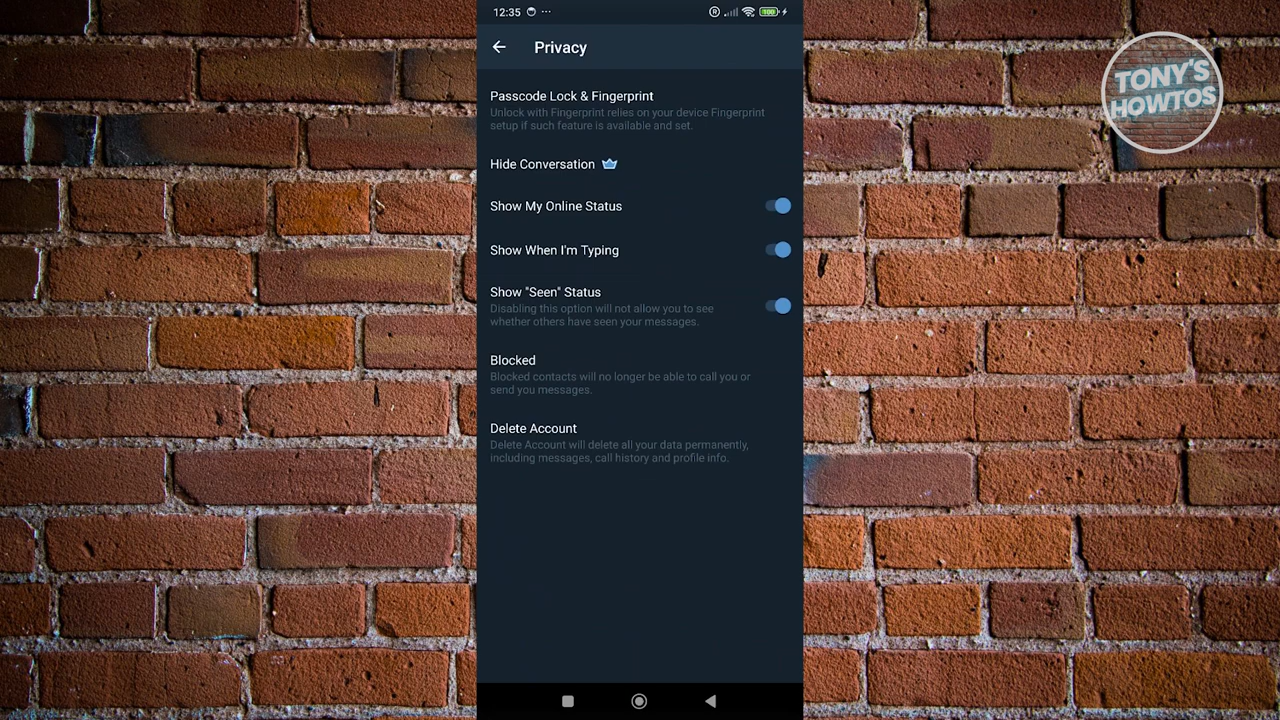 12:35
100
Privacy
TONY'S
HOWTOS
Passcode Lock & Fingerprint
Unlock with Fingerprint relies on your device Fingerprint
setup if such feature is available and set.
Hide Conversation
Show My Online Status
Show When I'm Typing
Show "Seen" Status
Disabling this option will not allow you to see
whether others have seen your messages.
Blocked
Blocked contacts will no longer be able to call you or
send you messages.
Delete Account
Delete Account will delete all your data permanently,
including messages, call history and profile info.